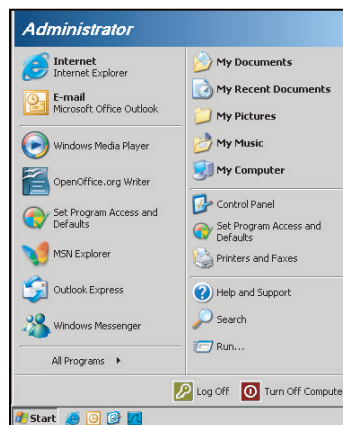 Administrator
Internet
Internet Explorer
E-mail
Microsoft Office Outlook
Windows Media Player
OpenOffice.org Writer
Set Program Access and
Defaults
MSN Explorer
Outlook Express
Windows Messenger
All Programs
My Documents
My Recent Documents
My Pictures
My Music
My Computer
Control Panel
Set Program Access and
Defaults
Printers and Faxes
Help and Support
Search
Run...
Log Off
Turn Off Compute
Start